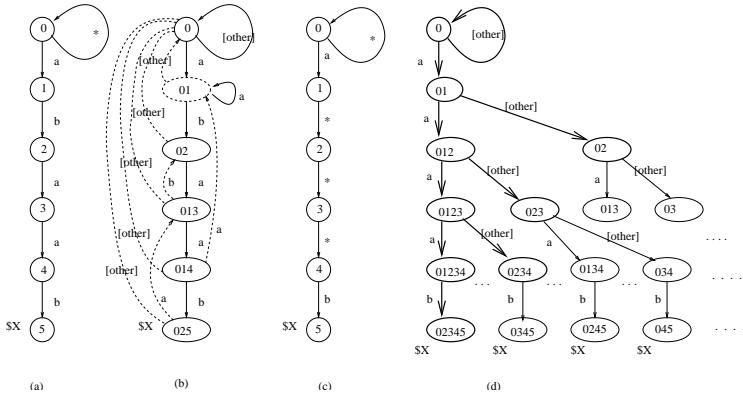 0
*
a
1
b
2
a
3
a
4
b
$X
5
(a)
0
[other]
[other]
a
01
a
b
[other]
02
[other]
b
a
013
[other]
a
a
014
[other]
a
b
$X
025
(b)
0
*
a
1
*
2
*
3
*
4
b
$X
5
(c)
0
[other]
a
01
[other]
a
012
02
a
[other]
a
[other]
0123
023
013
03
. . . .
a
[other]
a
[other]
01234
. . .
0234
. . .
0134
034
. . . .
b
b
b
b
02345
0345
0245
045
. . . .
$X
$X
$X
$X
(d)